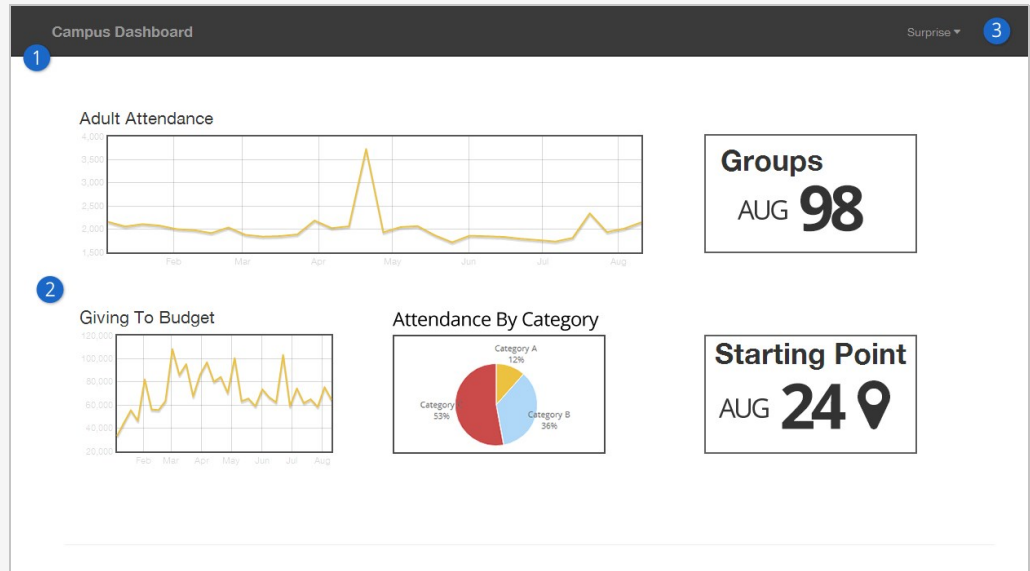 Campus Dashboard
Surprise
3
1
Adult Attendance
4,000
3,500
3,000
2,500
2,000
1,500
Feb Mar Apr May Jun Jul Aug
Groups
AUG 98
2
Giving To Budget
120,000
100,000
80,000
60,000
40,000
20,000
Feb Mar Apr May Jun Jul Aug
Attendance By Category
Category A
12%
Category
53%
Category B
36%
Starting Point
AUG 24